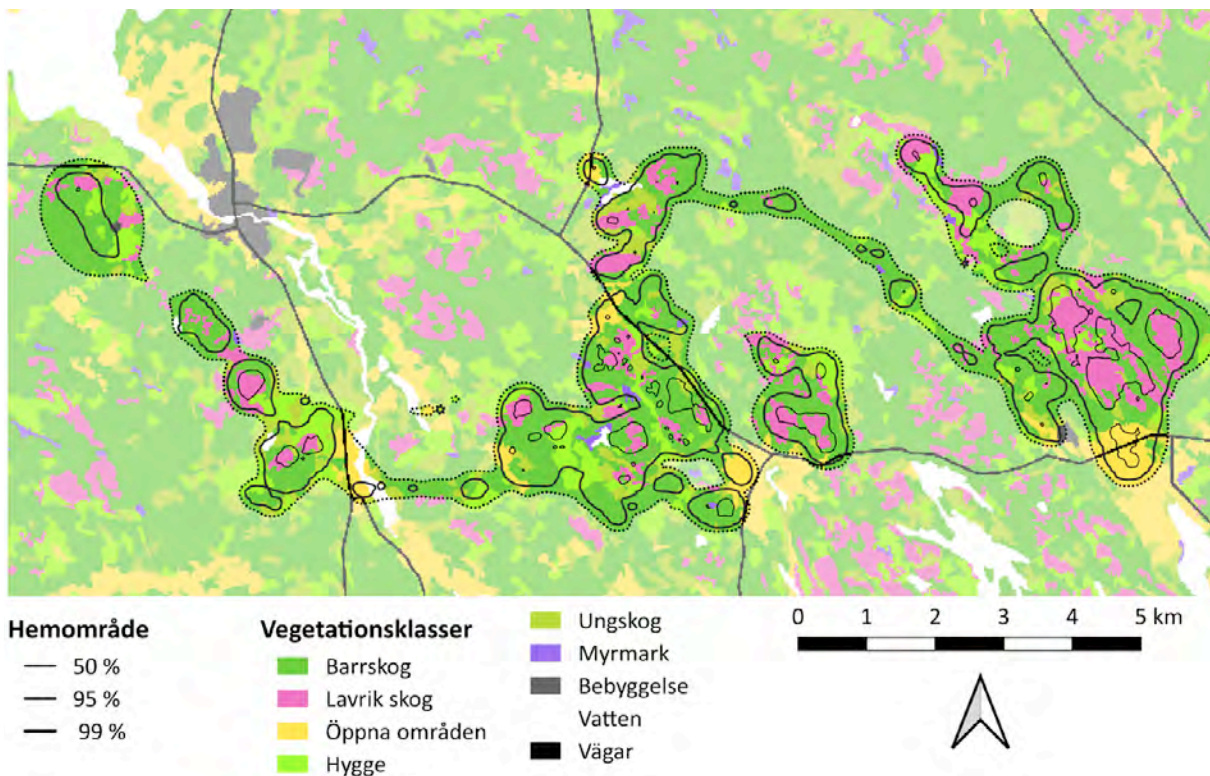 Hemområde
50 %
95 %
99 %
Vegetationsklasser
Barrskog
Lavrik skog
Öppna områden
Hygge
Ungskog
Myrmark
Bebyggelse
Vatten
Vägar
0 1 2 3 4 5 km